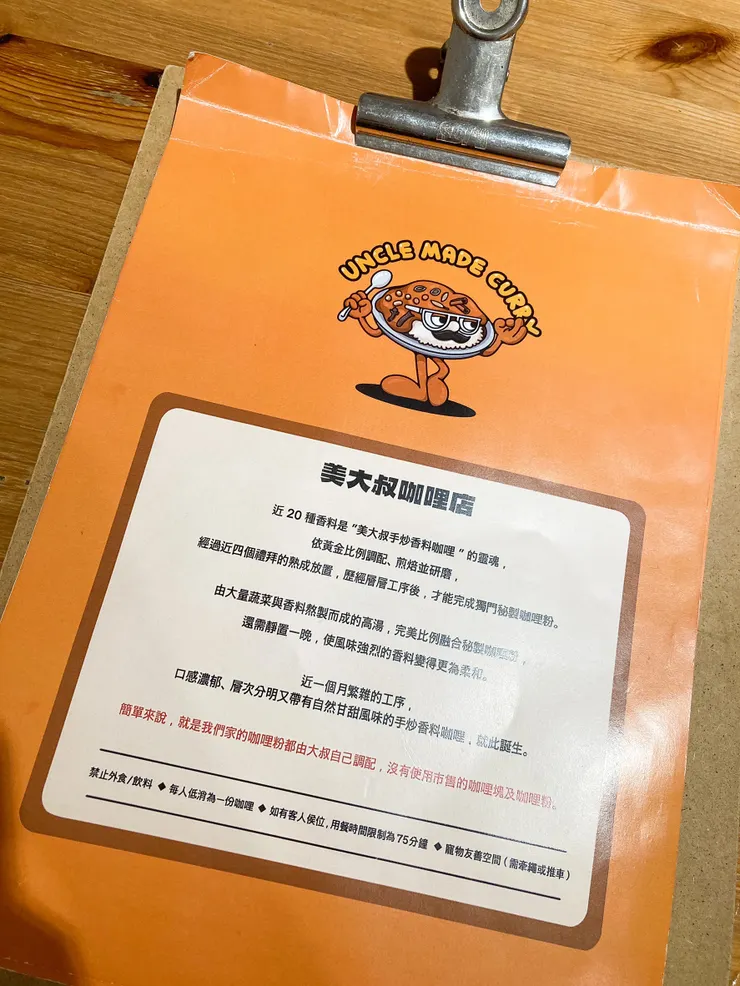 UNCLE MADE CURRY
美大叔咖哩店
近 20 種香料是 "美大叔手炒香料咖哩 " 的靈魂，
依黃金比例調配、煎焙並研磨，
經過近四個禮拜的熟成放置，歷經層層工序後，才能完成獨門秘製咖哩粉。
由大量蔬菜與香料熬製而成的高湯，完美比例融合秘製咖哩粉，
還需靜置一晚，使風味強烈的香料變得更為柔和。
近一個月繁雜的工序，
口感濃郁、層次分明又帶有自然甘甜風味的手炒香料咖哩，就此誕生。
簡單來說，就是我們家的咖哩粉都由大叔自己調配，沒有使用市售的咖哩塊及咖哩粉。
禁止外食/飲料 ◆ 每人低消為一份咖哩 ◆ 如有客人侯位, 用餐時間限制為75分鐘 ◆ 寵物友善空間 ( 需牽繩或推車 )